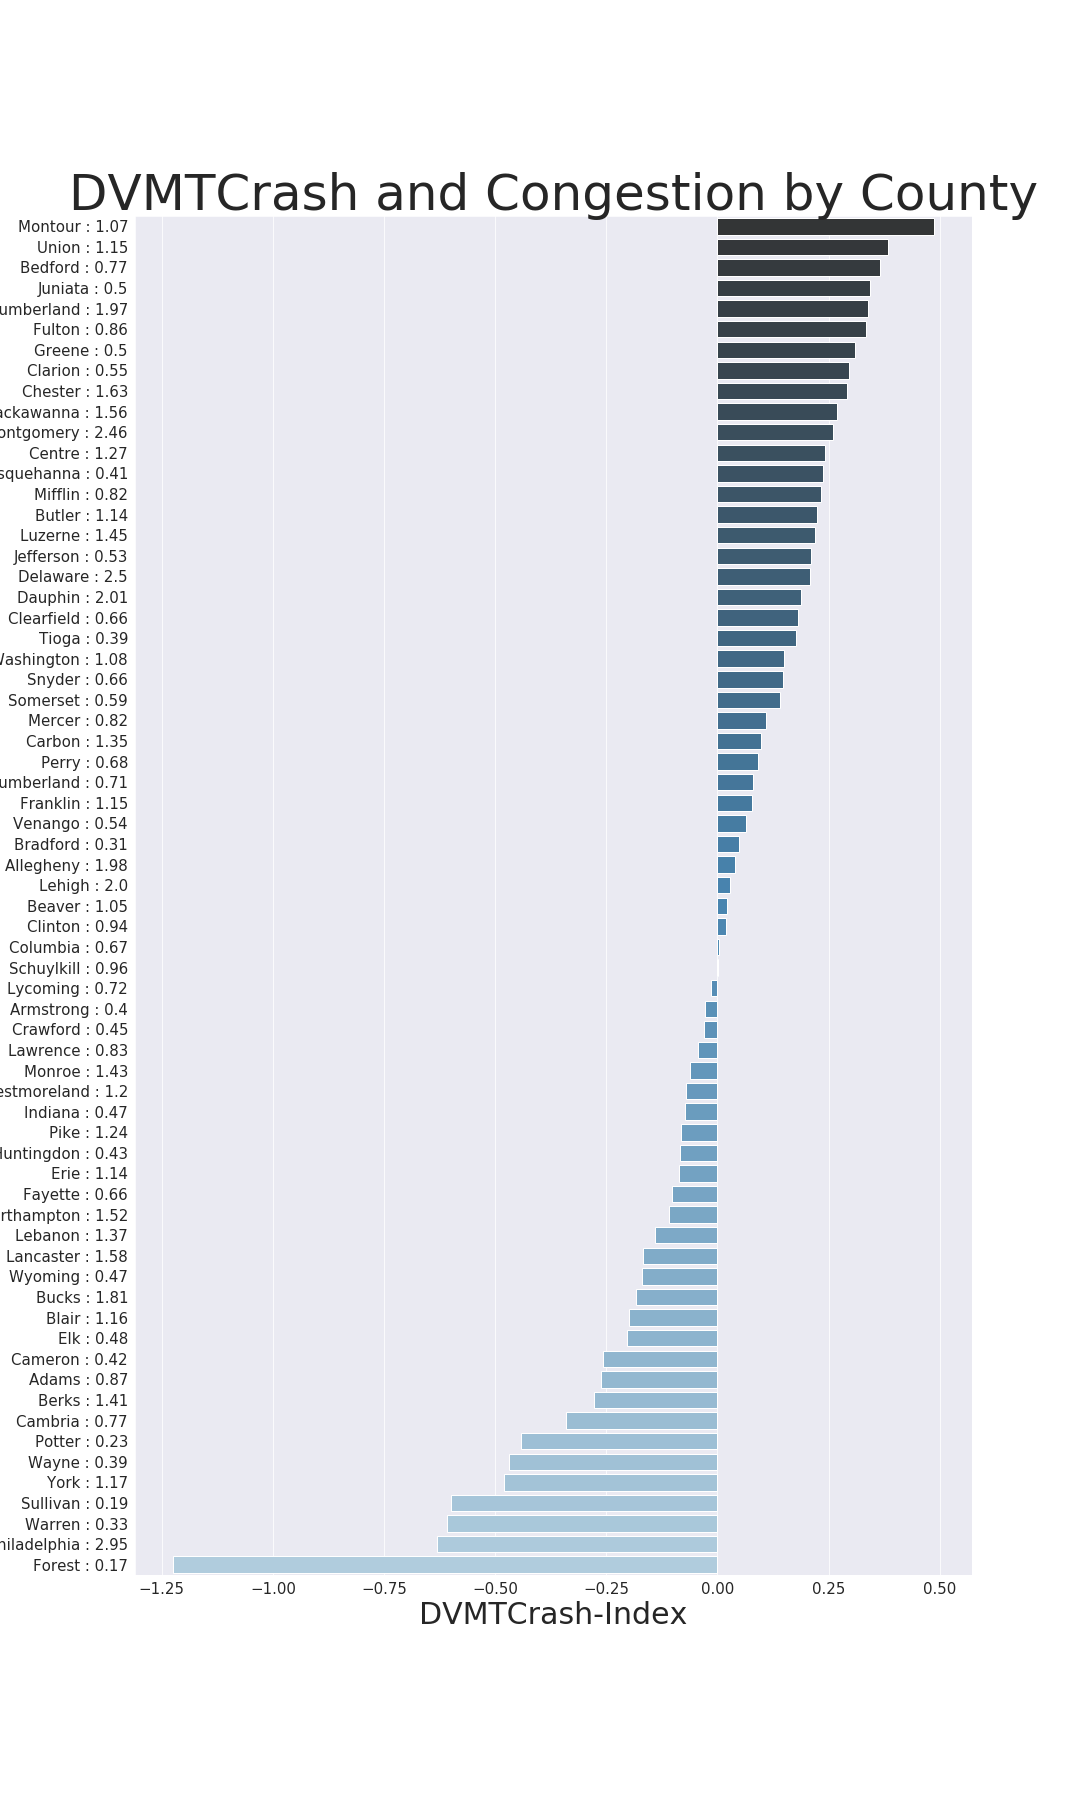 DVMTCrash and Congestion by County
Montour : 1.07
Union : 1.15
Bedford : 0.77
Juniata : 0.5
umberland : 1.97
Fulton : 0.86
Greene : 0.5
Clarion : 0.55
Chester : 1.63
ackawanna : 1.56
ontgomery : 2.46
Centre : 1.27
squehanna : 0.41
Mifflin : 0.82
Butler : 1.14
Luzerne : 1.45
Jefferson : 0.53
Delaware : 2.5
Dauphin : 2.01
Clearfield : 0.66
Tioga : 0.39
Washington : 1.08
Snyder : 0.66
Somerset : 0.59
Mercer : 0.82
Carbon : 1.35
Perry : 0.68
umberland : 0.71
Franklin : 1.15
Venango : 0.54
Bradford : 0.31
Allegheny : 1.98
Lehigh : 2.0
Beaver : 1.05
Clinton : 0.94
Columbia : 0.67
Schuylkill : 0.96
Lycoming : 0.72
Armstrong : 0.4
Crawford : 0.45
Lawrence : 0.83
Monroe : 1.43
estmoreland : 1.2
Indiana : 0.47
Pike : 1.24
Huntingdon : 0.43
Erie : 1.14
Fayette : 0.66
rthampton : 1.52
Lebanon : 1.37
Lancaster : 1.58
Wyoming : 0.47
Bucks : 1.81
Blair : 1.16
Elk : 0.48
Cameron : 0.42
Adams : 0.87
Berks : 1.41
Cambria : 0.77
Potter : 0.23
Wayne : 0.39
York : 1.17
Sullivan : 0.19
Warren : 0.33
hiladelphia : 2.95
Forest : 0.17
−1.25 −1.00 −0.75 −0.50 −0.25 0.00 0.25 0.50
DVMTCrash-Index